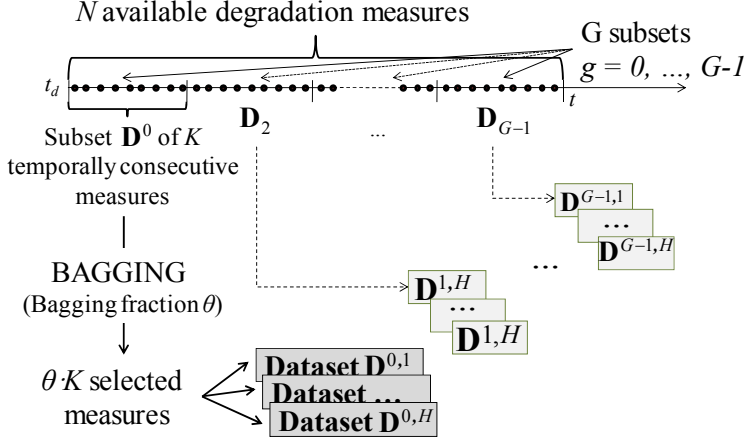 N available degradation measures
G subsets
g = 0, ..., G-1
t_d
t
Subset D^0 of K
temporally consecutive
measures
D_2
...
D_{G−1}
D^{G−1,1}
...
D^{G−1,H}
...
BAGGING
(Bagging fraction θ)
D^{1,H}
...
D^{1,H}
θ·K selected
measures
Dataset D^{0,1}
Dataset ...
Dataset D^{0,H}